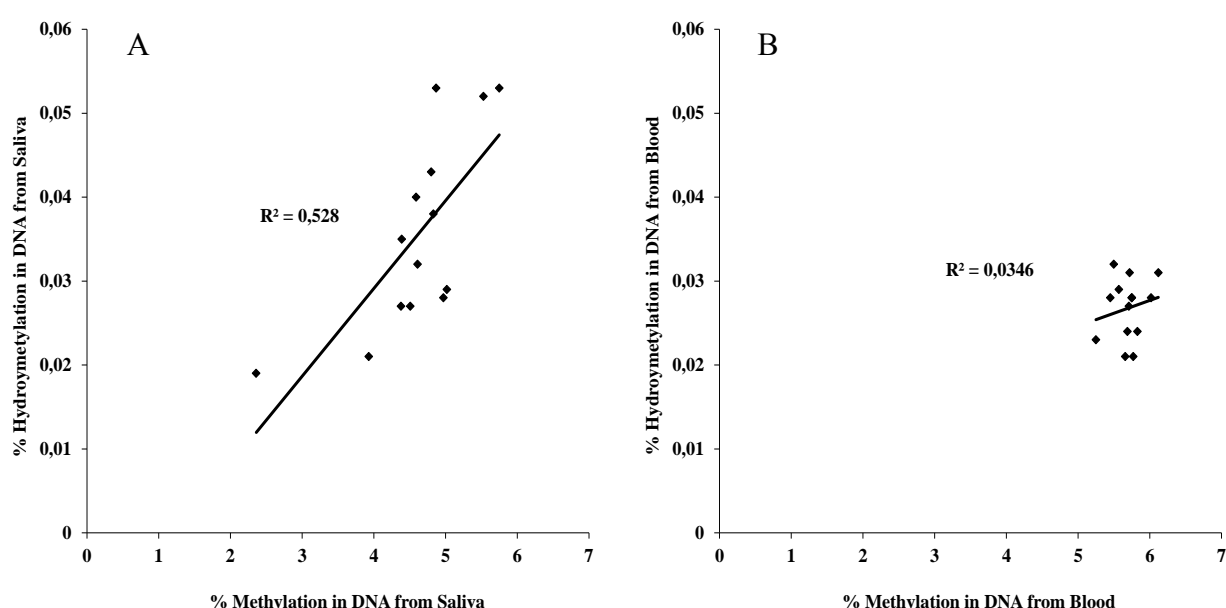 A
0,06
0,05
0,04
0,03
0,02
0,01
0
% Hydroymetylation in DNA from Saliva
R² = 0,528
0 1 2 3 4 5 6 7
% Methylation in DNA from Saliva
B
0,06
0,05
0,04
0,03
0,02
0,01
0
% Hydroymetylation in DNA from Blood
R² = 0,0346
0 1 2 3 4 5 6 7
% Methylation in DNA from Blood